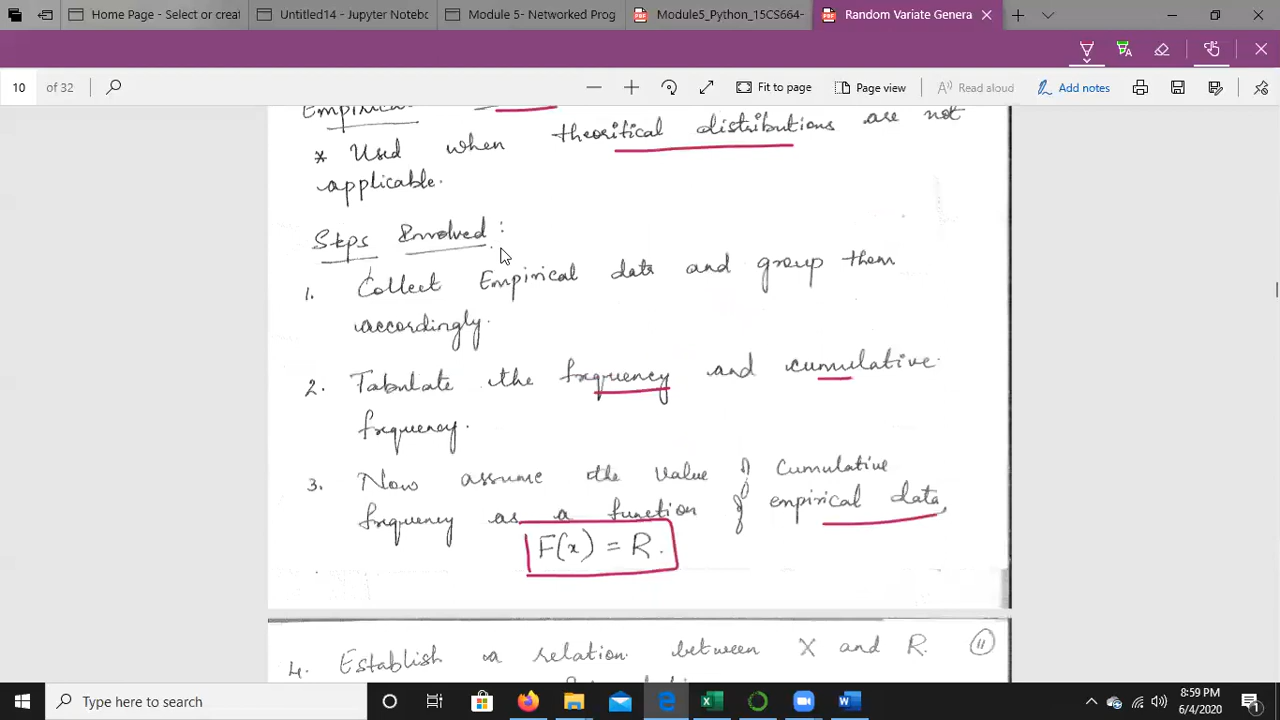 Home Page - Select or creat
Untitled14 - Jupyter Notebo
Module 5- Networked Prog
Module5_Python_15CS664-
Random Variate Genera
10 of 32
Fit to page
Page view
Read aloud
Add notes
Empirical
* Used when theoritical distributions are not
applicable.
Steps Involved :
1. Collect Empirical data and group them
accordingly.
2. Tabulate the frequency and cumulative
frequency.
3. Now assume the value of Cumulative
frequency as a function of empirical data,
F(x) = R.
4. Establish a relation between X and R. 11
Type here to search
8:59 PM
6/4/2020